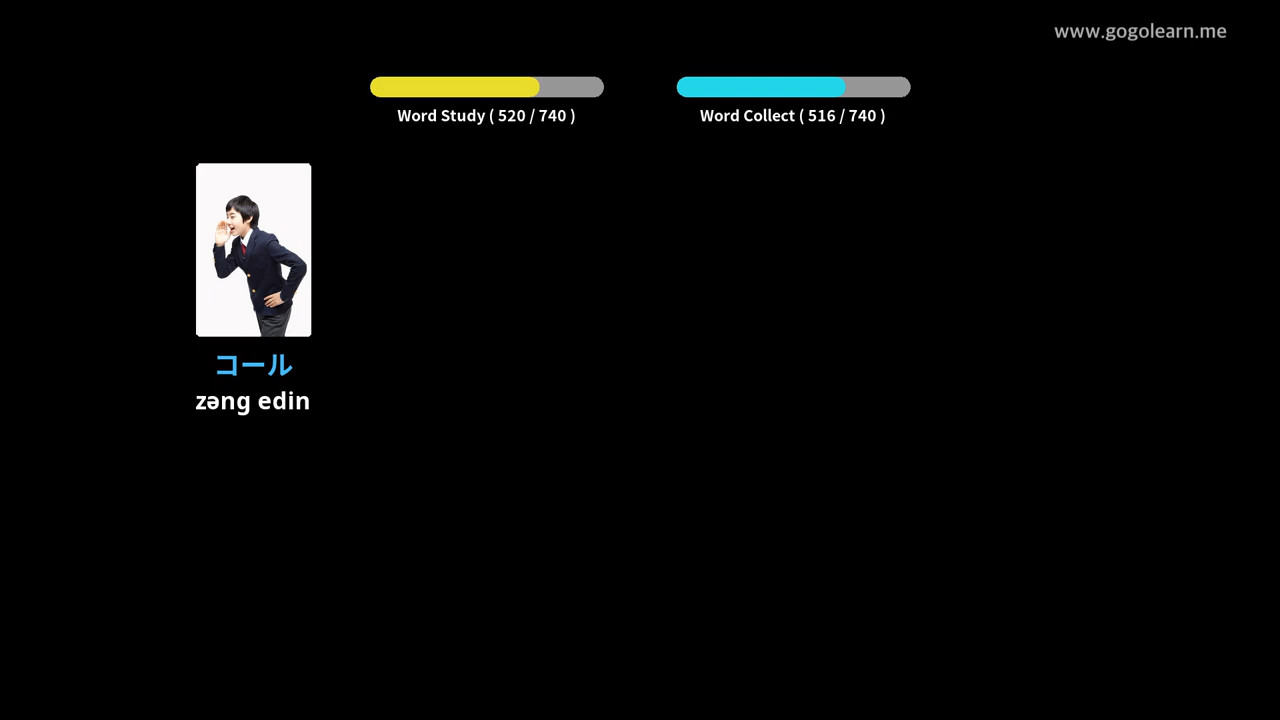 www.gogolearn.me
Word Study ( 520 / 740 )
Word Collect ( 516 / 740 )
コール
zəng edin